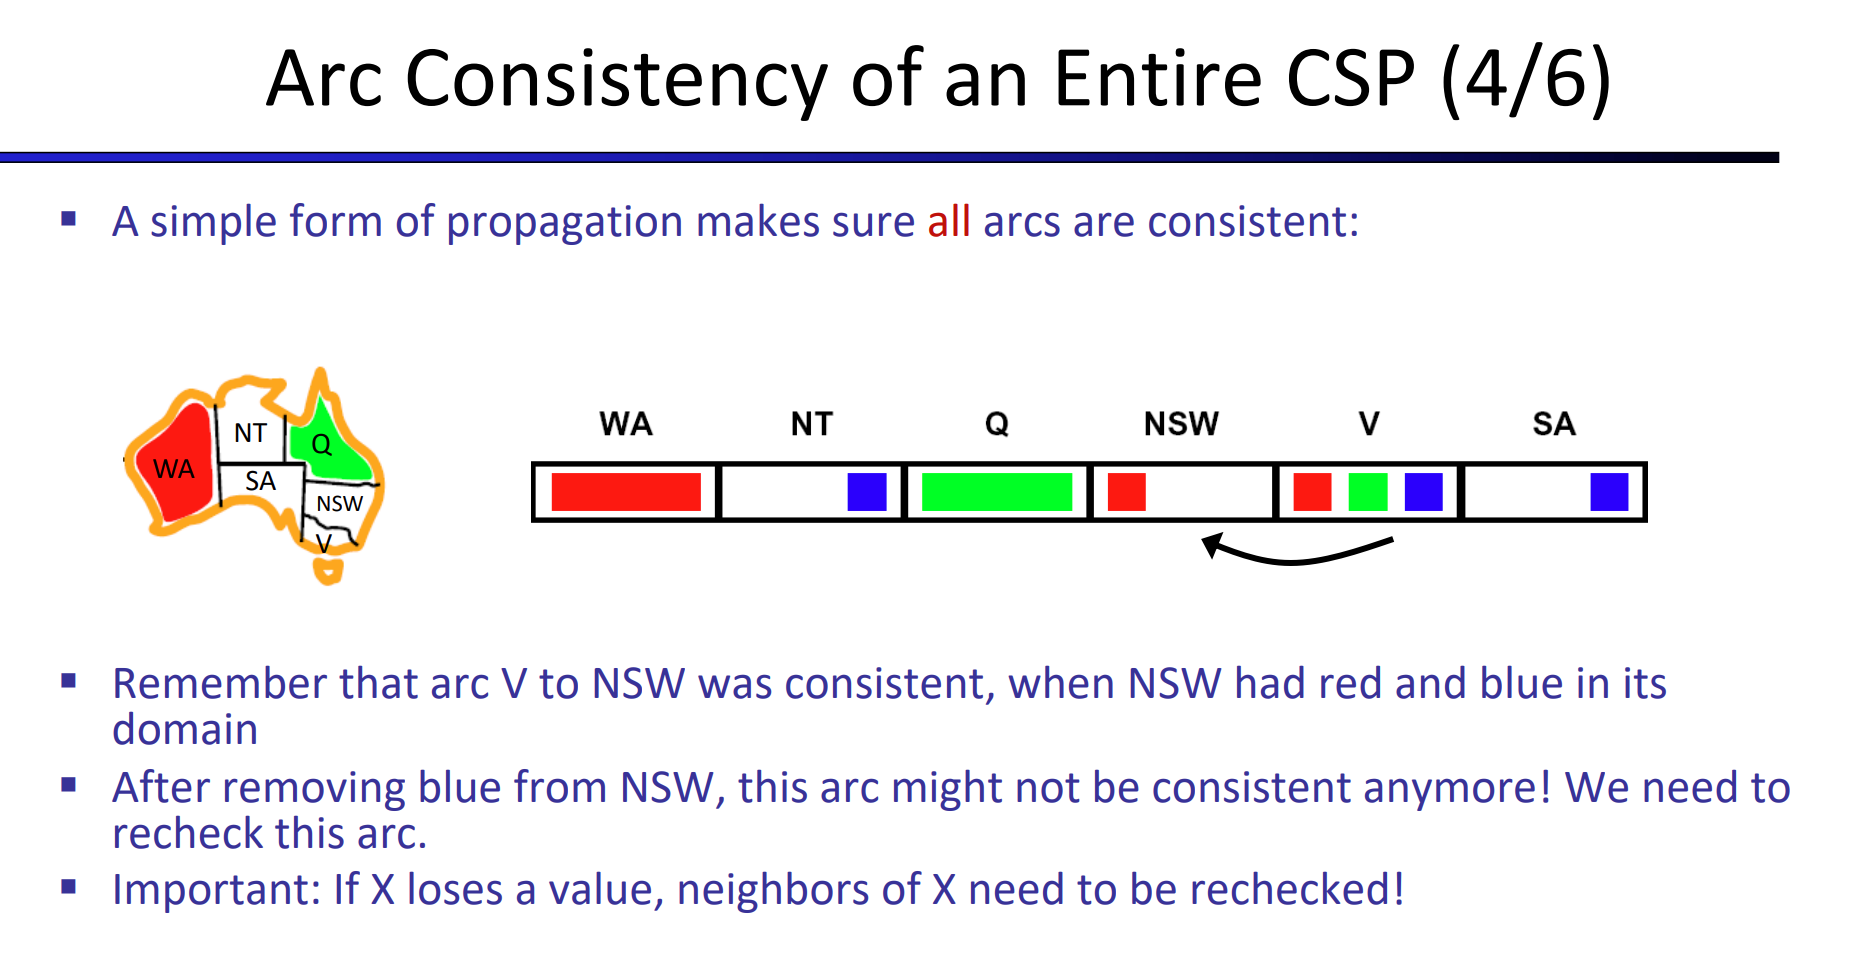 Arc Consistency of an Entire CSP (4/6)
▪ A simple form of propagation makes sure all arcs are consistent:
WA NT Q NSW V SA
NT
Q
WA
SA
NSW
V
▪ Remember that arc V to NSW was consistent, when NSW had red and blue in its
domain
▪ After removing blue from NSW, this arc might not be consistent anymore! We need to
recheck this arc.
▪ Important: If X loses a value, neighbors of X need to be rechecked!